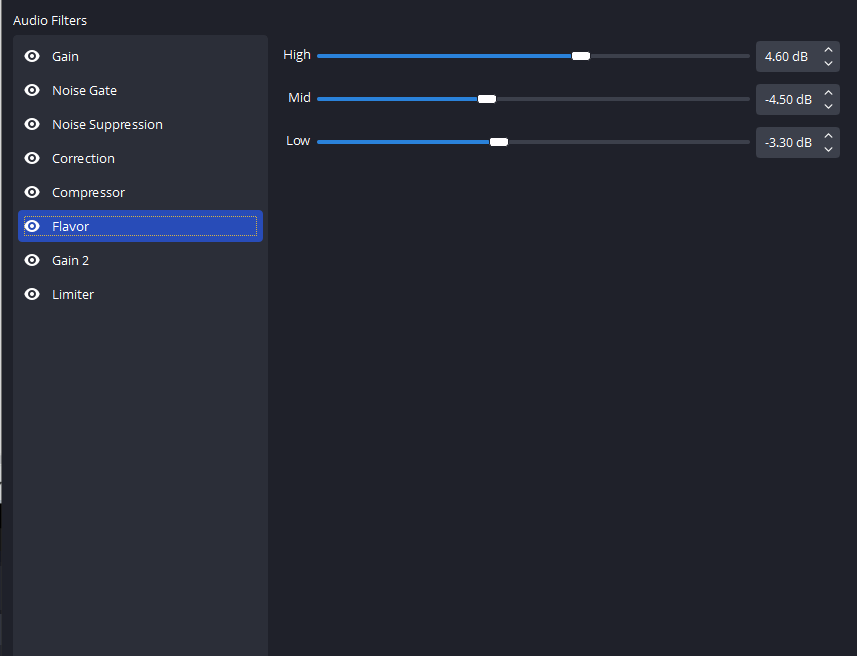 Audio Filters
Gain
Noise Gate
Noise Suppression
Correction
Compressor
Flavor
Gain 2
Limiter
High 4.60 dB
Mid -4.50 dB
Low -3.30 dB